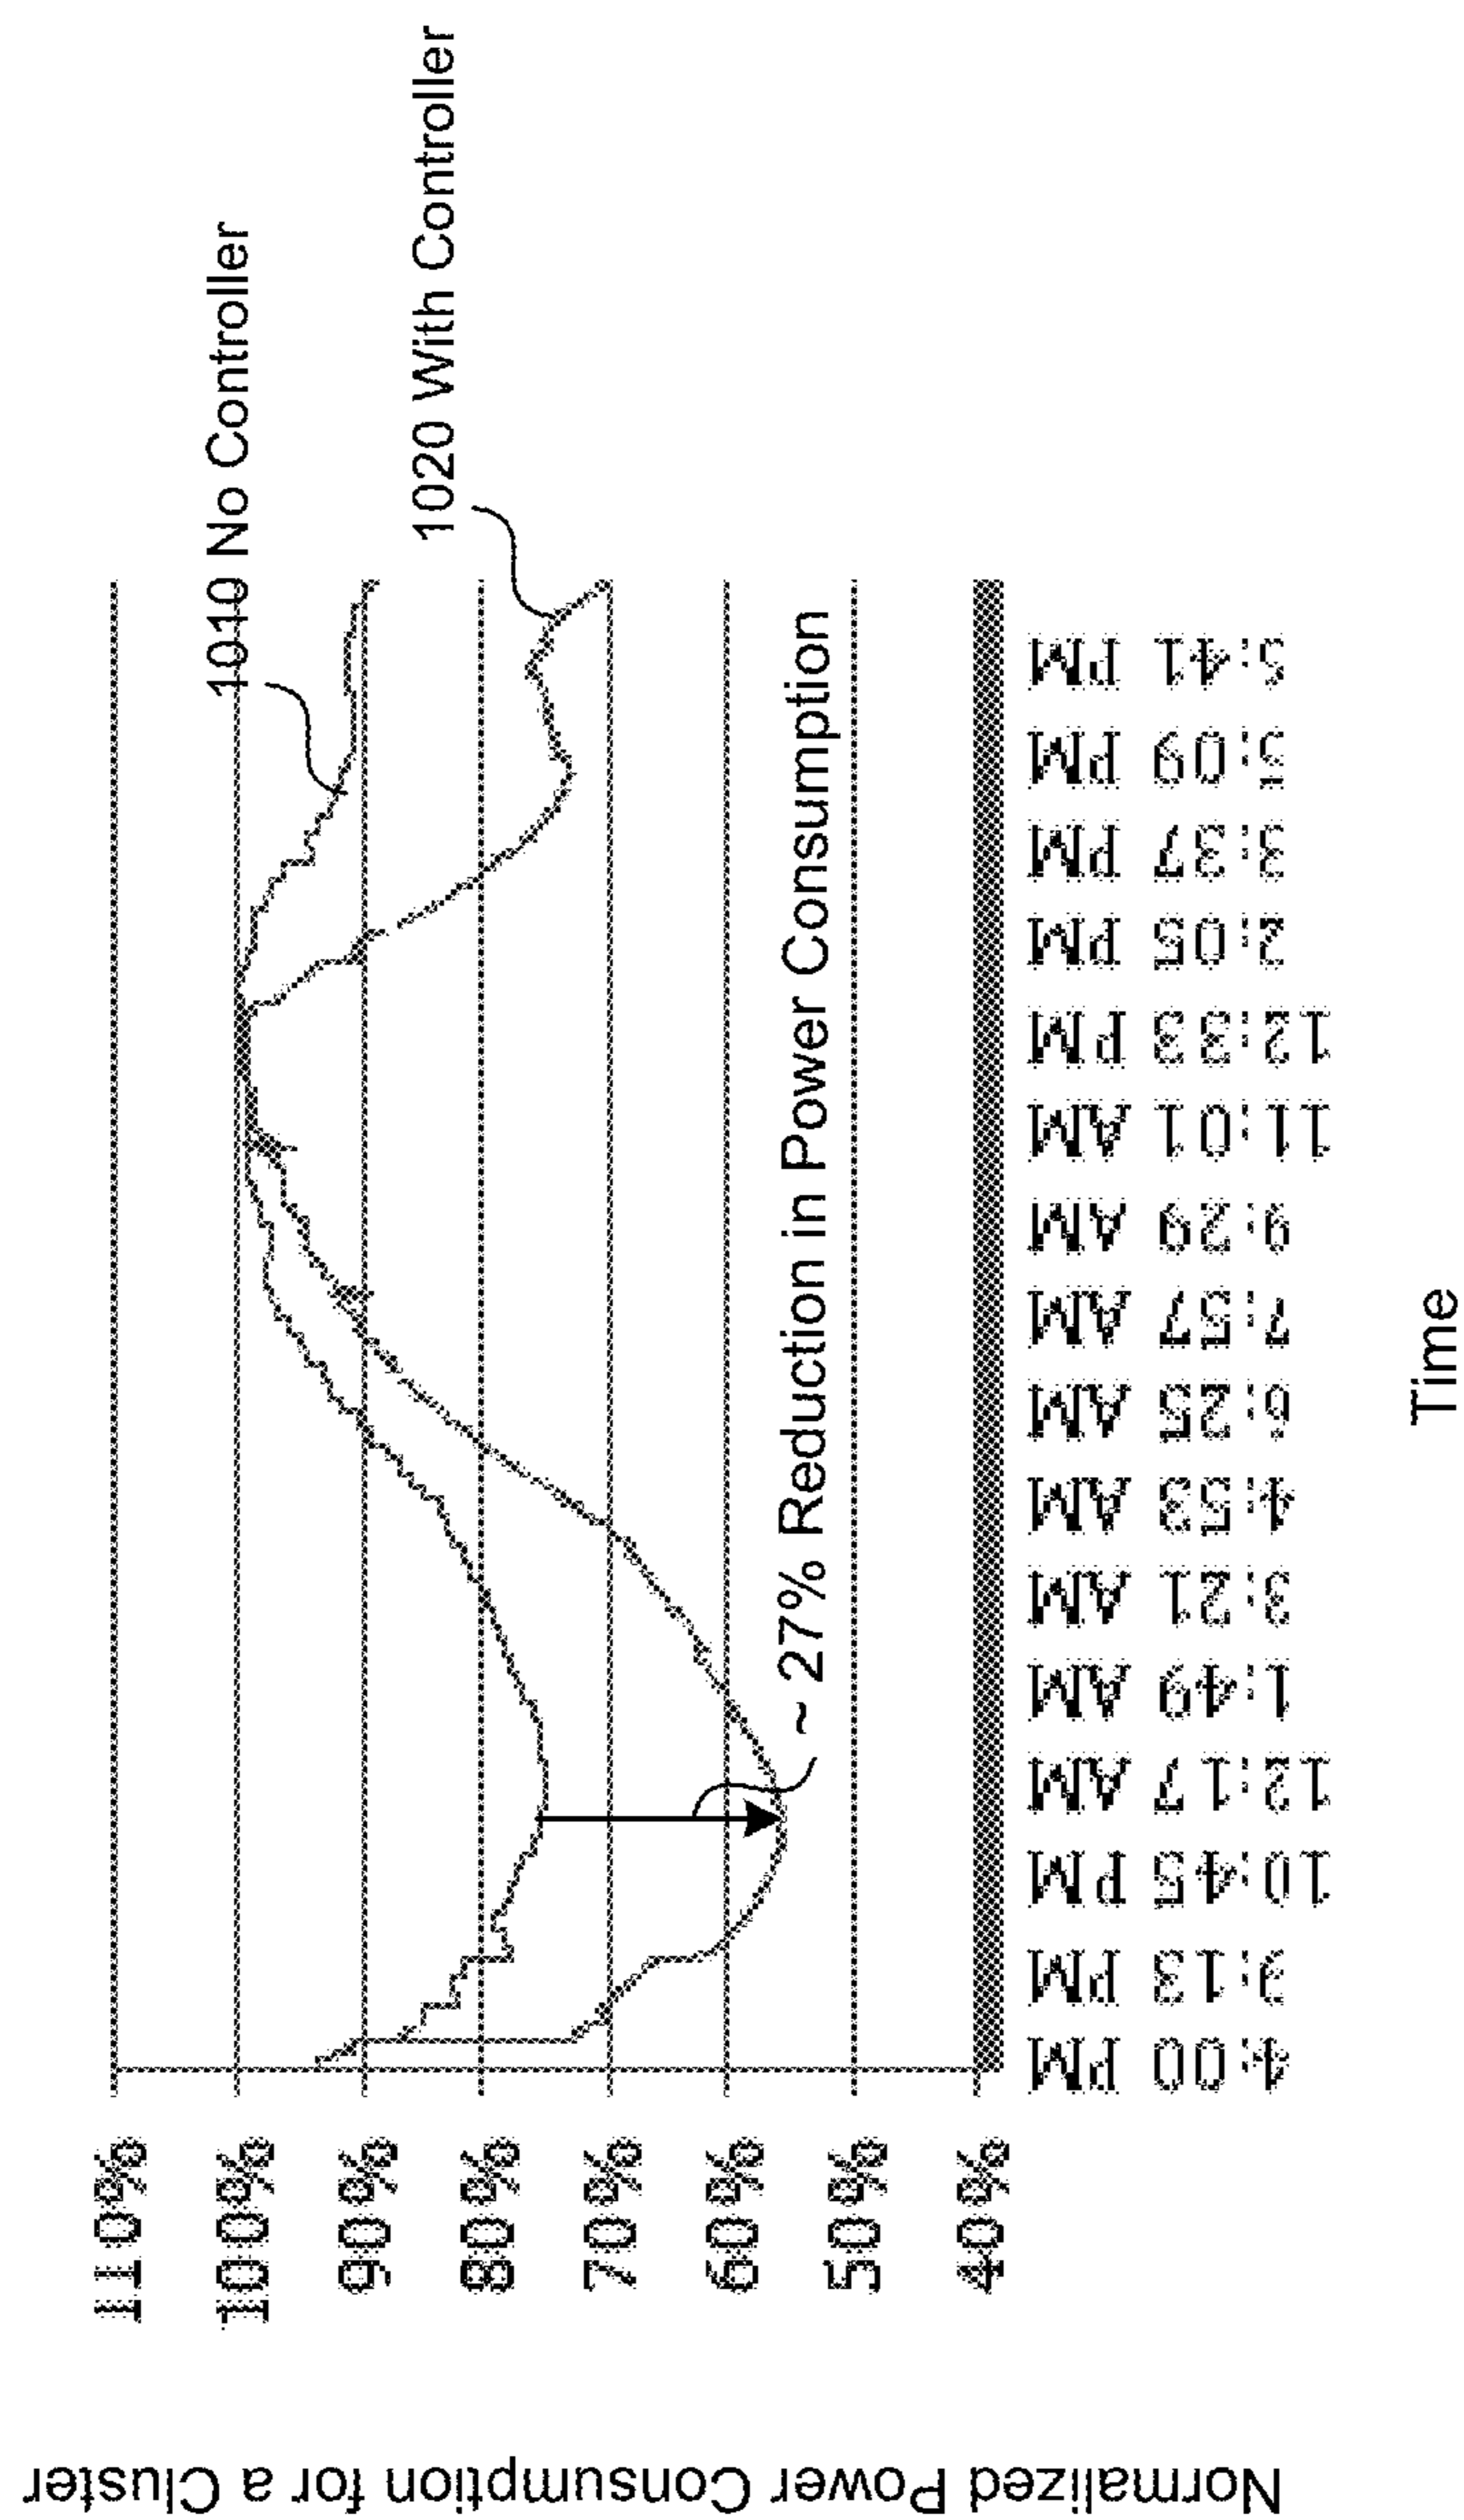 Normalized Power Consumption for a Cluster
110%
100%
90%
80%
70%
60%
50%
40%
1010 No Controller
1020 With Controller
~ 27% Reduction in Power Consumption
4:00 PM
9:13 PM
10:45 PM
12:17 AM
1:49 AM
3:21 AM
4:53 AM
6:25 AM
7:57 AM
9:29 AM
11:01 AM
12:33 PM
2:05 PM
3:37 PM
5:09 PM
5:41 PM
Time